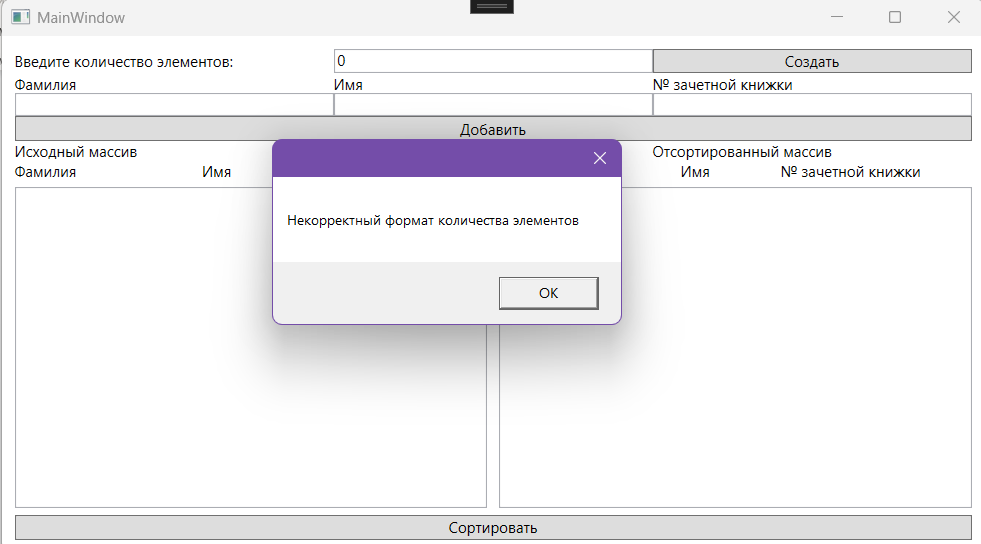 MainWindow
Введите количество элементов: 0 Создать
Фамилия Имя № зачетной книжки
Добавить
Исходный массив Отсортированный массив
Фамилия Имя Имя № зачетной книжки
Некорректный формат количества элементов
OK
Сортировать